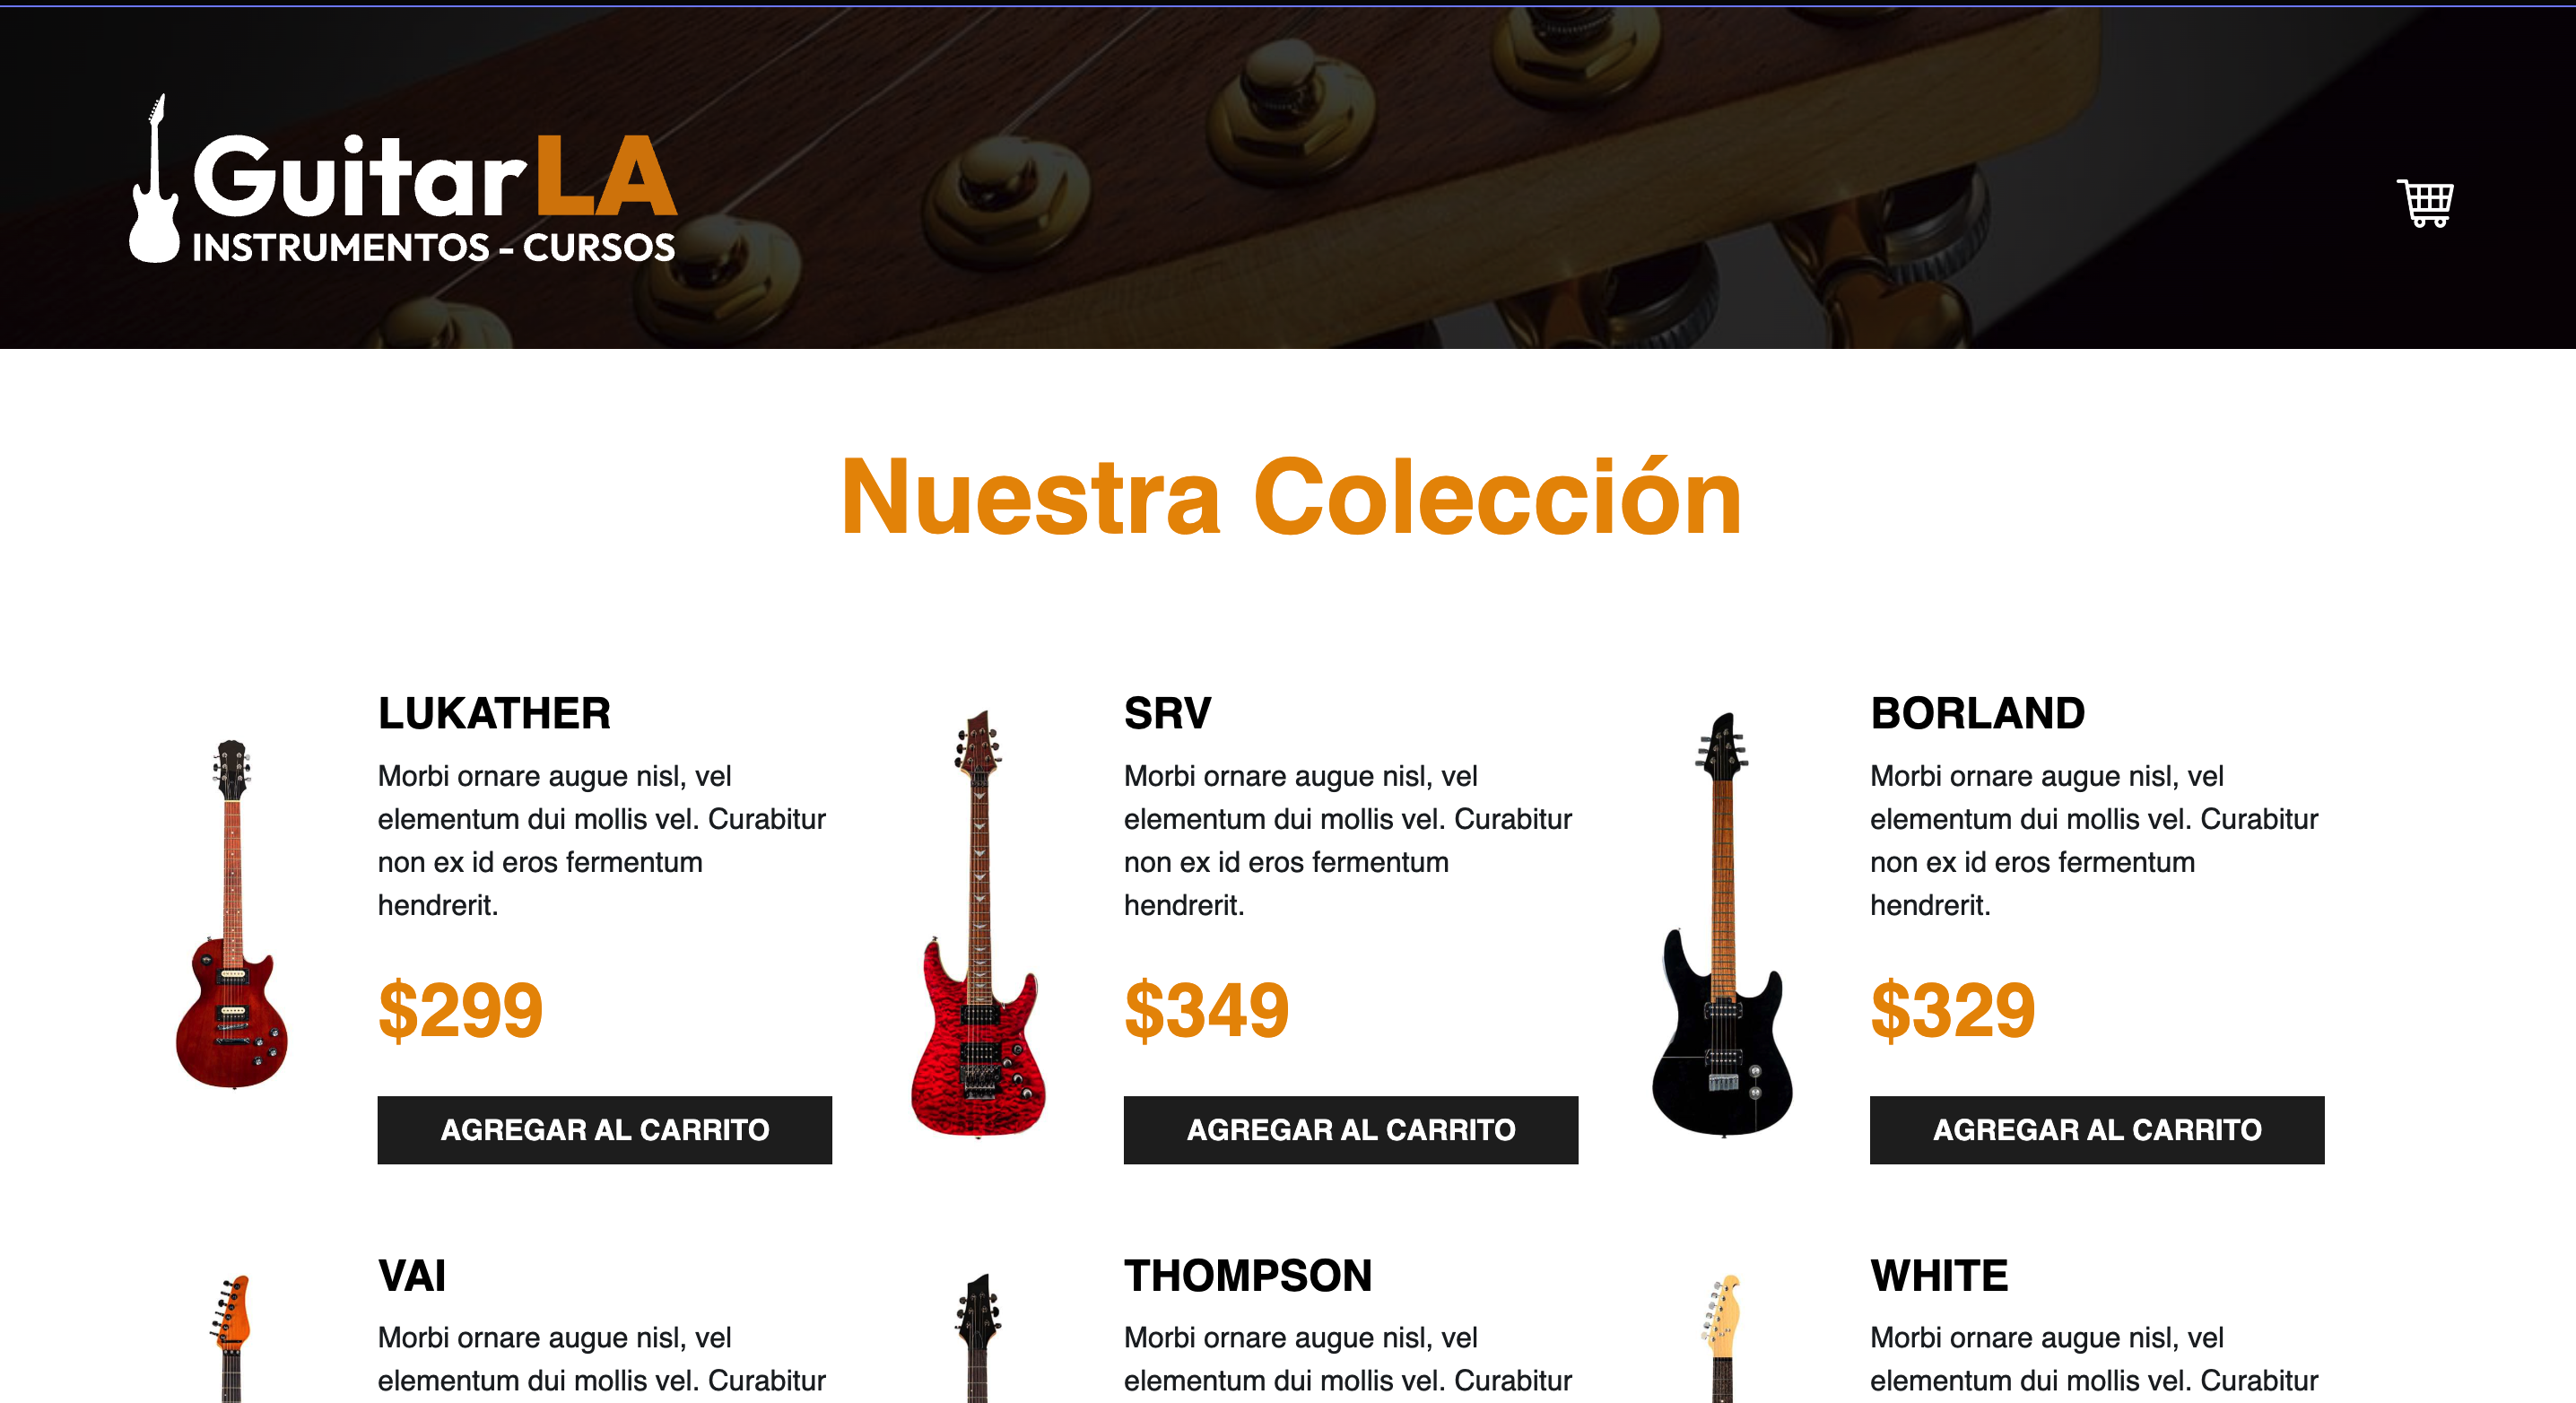 GuitarLA
INSTRUMENTOS - CURSOS
Nuestra Colección
LUKATHER
Morbi ornare augue nisl, vel
elementum dui mollis vel. Curabitur
non ex id eros fermentum
hendrerit.
$299
AGREGAR AL CARRITO
SRV
Morbi ornare augue nisl, vel
elementum dui mollis vel. Curabitur
non ex id eros fermentum
hendrerit.
$349
AGREGAR AL CARRITO
BORLAND
Morbi ornare augue nisl, vel
elementum dui mollis vel. Curabitur
non ex id eros fermentum
hendrerit.
$329
AGREGAR AL CARRITO
VAI
Morbi ornare augue nisl, vel
elementum dui mollis vel. Curabitur
THOMPSON
Morbi ornare augue nisl, vel
elementum dui mollis vel. Curabitur
WHITE
Morbi ornare augue nisl, vel
elementum dui mollis vel. Curabitur